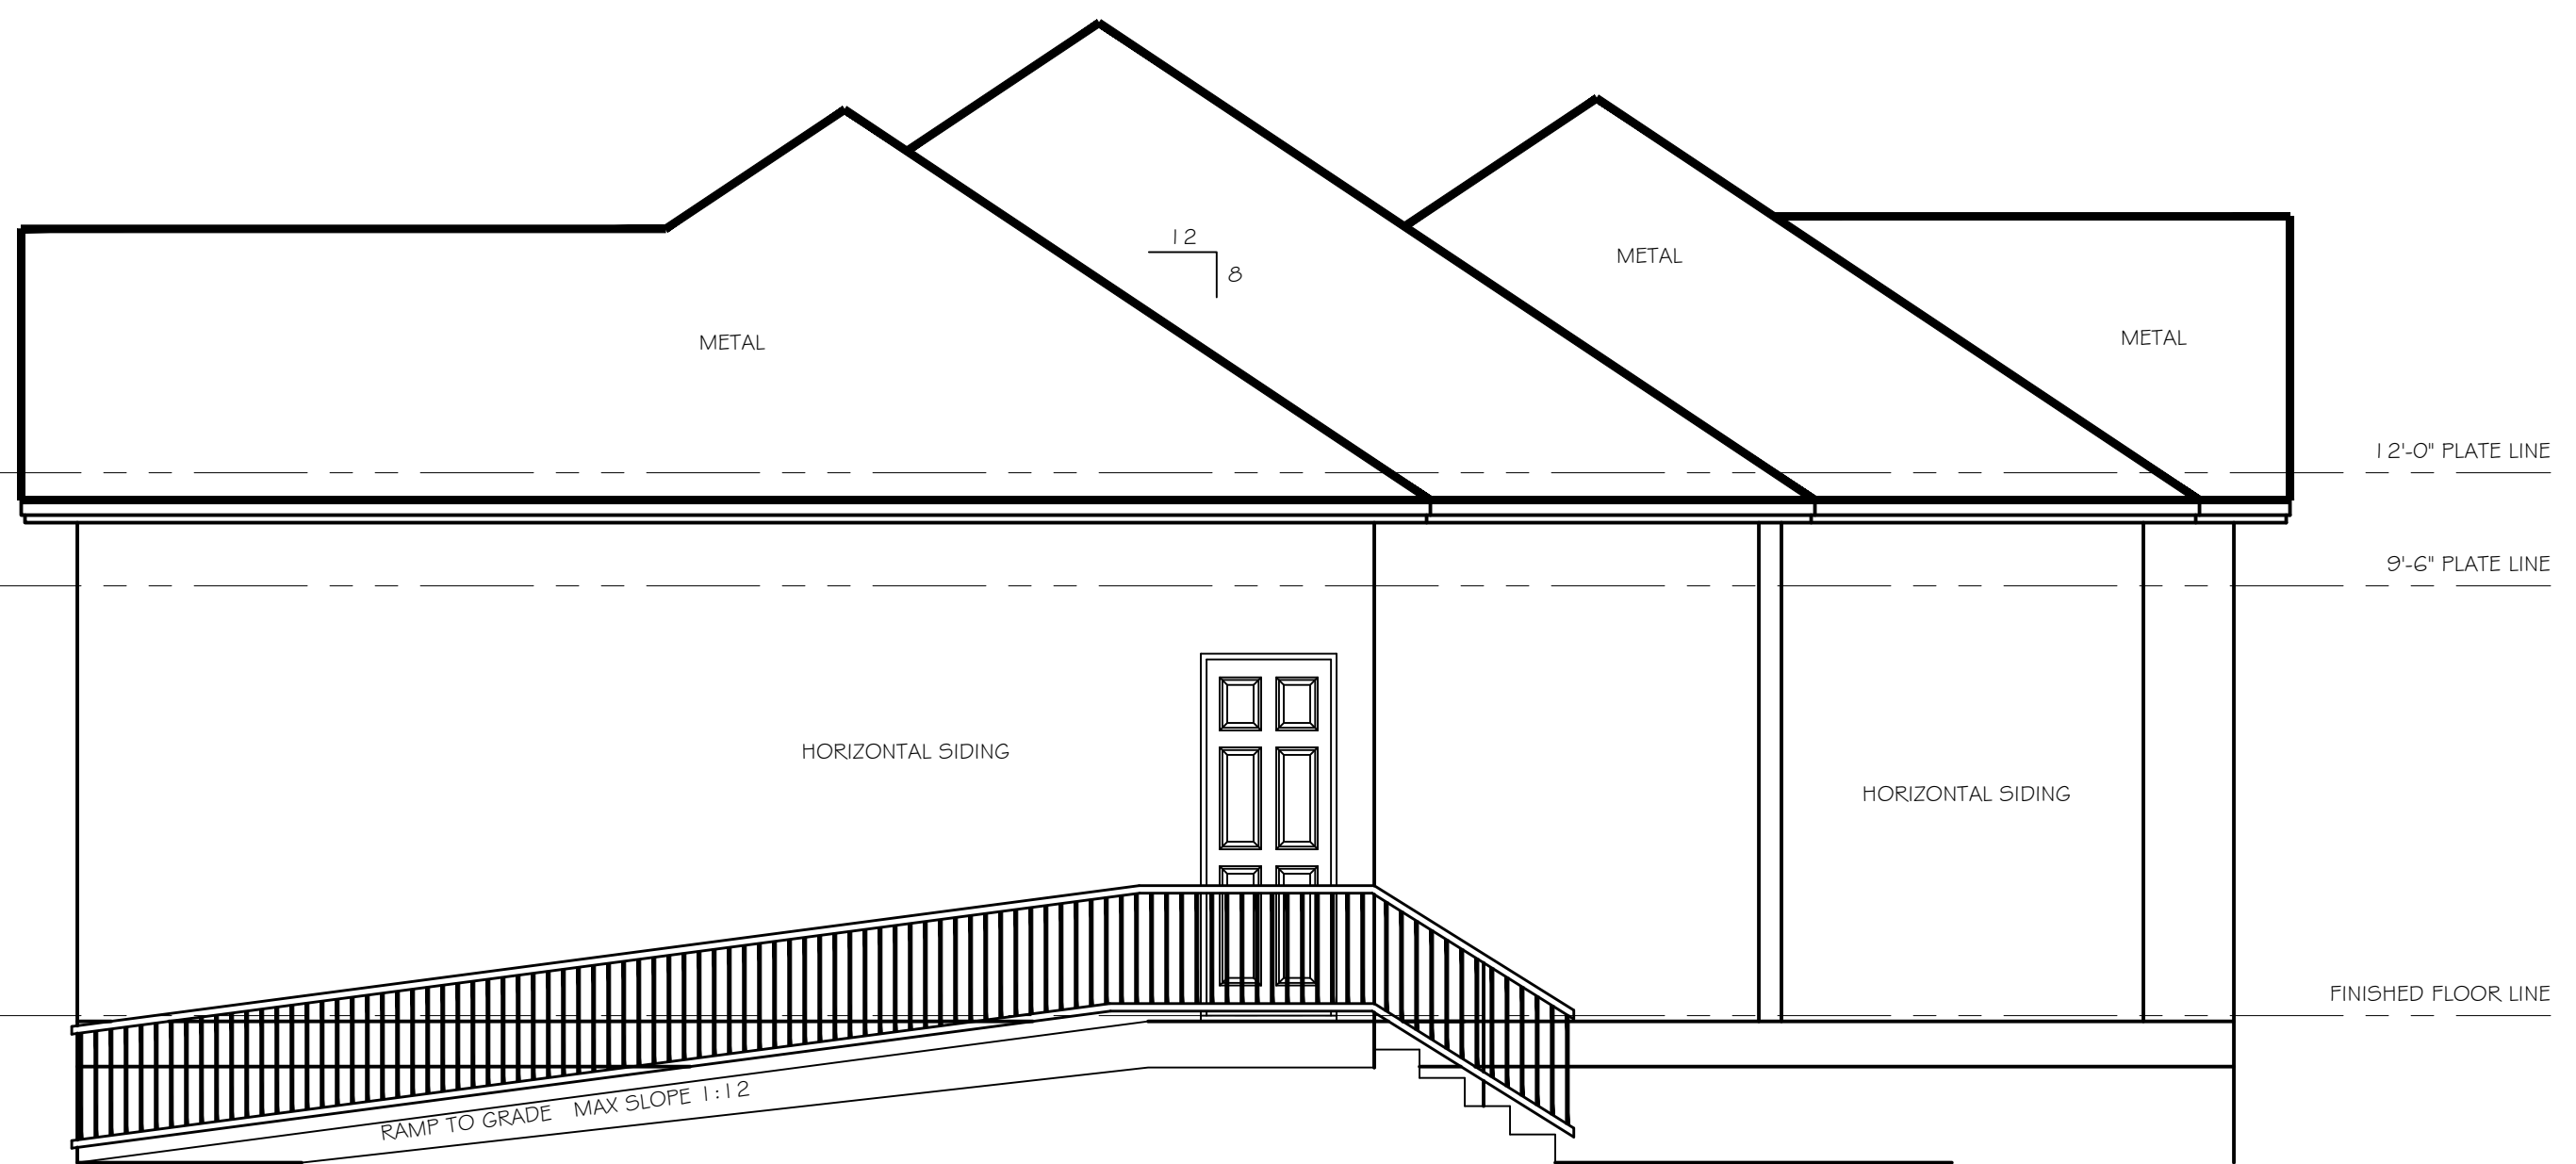 12
8
METAL
METAL
METAL
12'-0" PLATE LINE
9'-6" PLATE LINE
HORIZONTAL SIDING
HORIZONTAL SIDING
FINISHED FLOOR LINE
RAMP TO GRADE MAX SLOPE 1:12